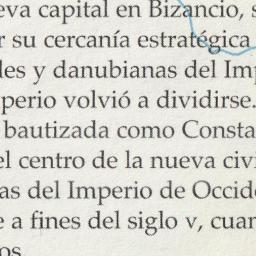 eva capital en Bizancio, s
r su cercanía estratégica
les y danubianas del Imp
perio volvió a dividirse.
bautizada como Consta
el centro de la nueva civi
as del Imperio de Occide
e a fines del siglo v, cuan
os